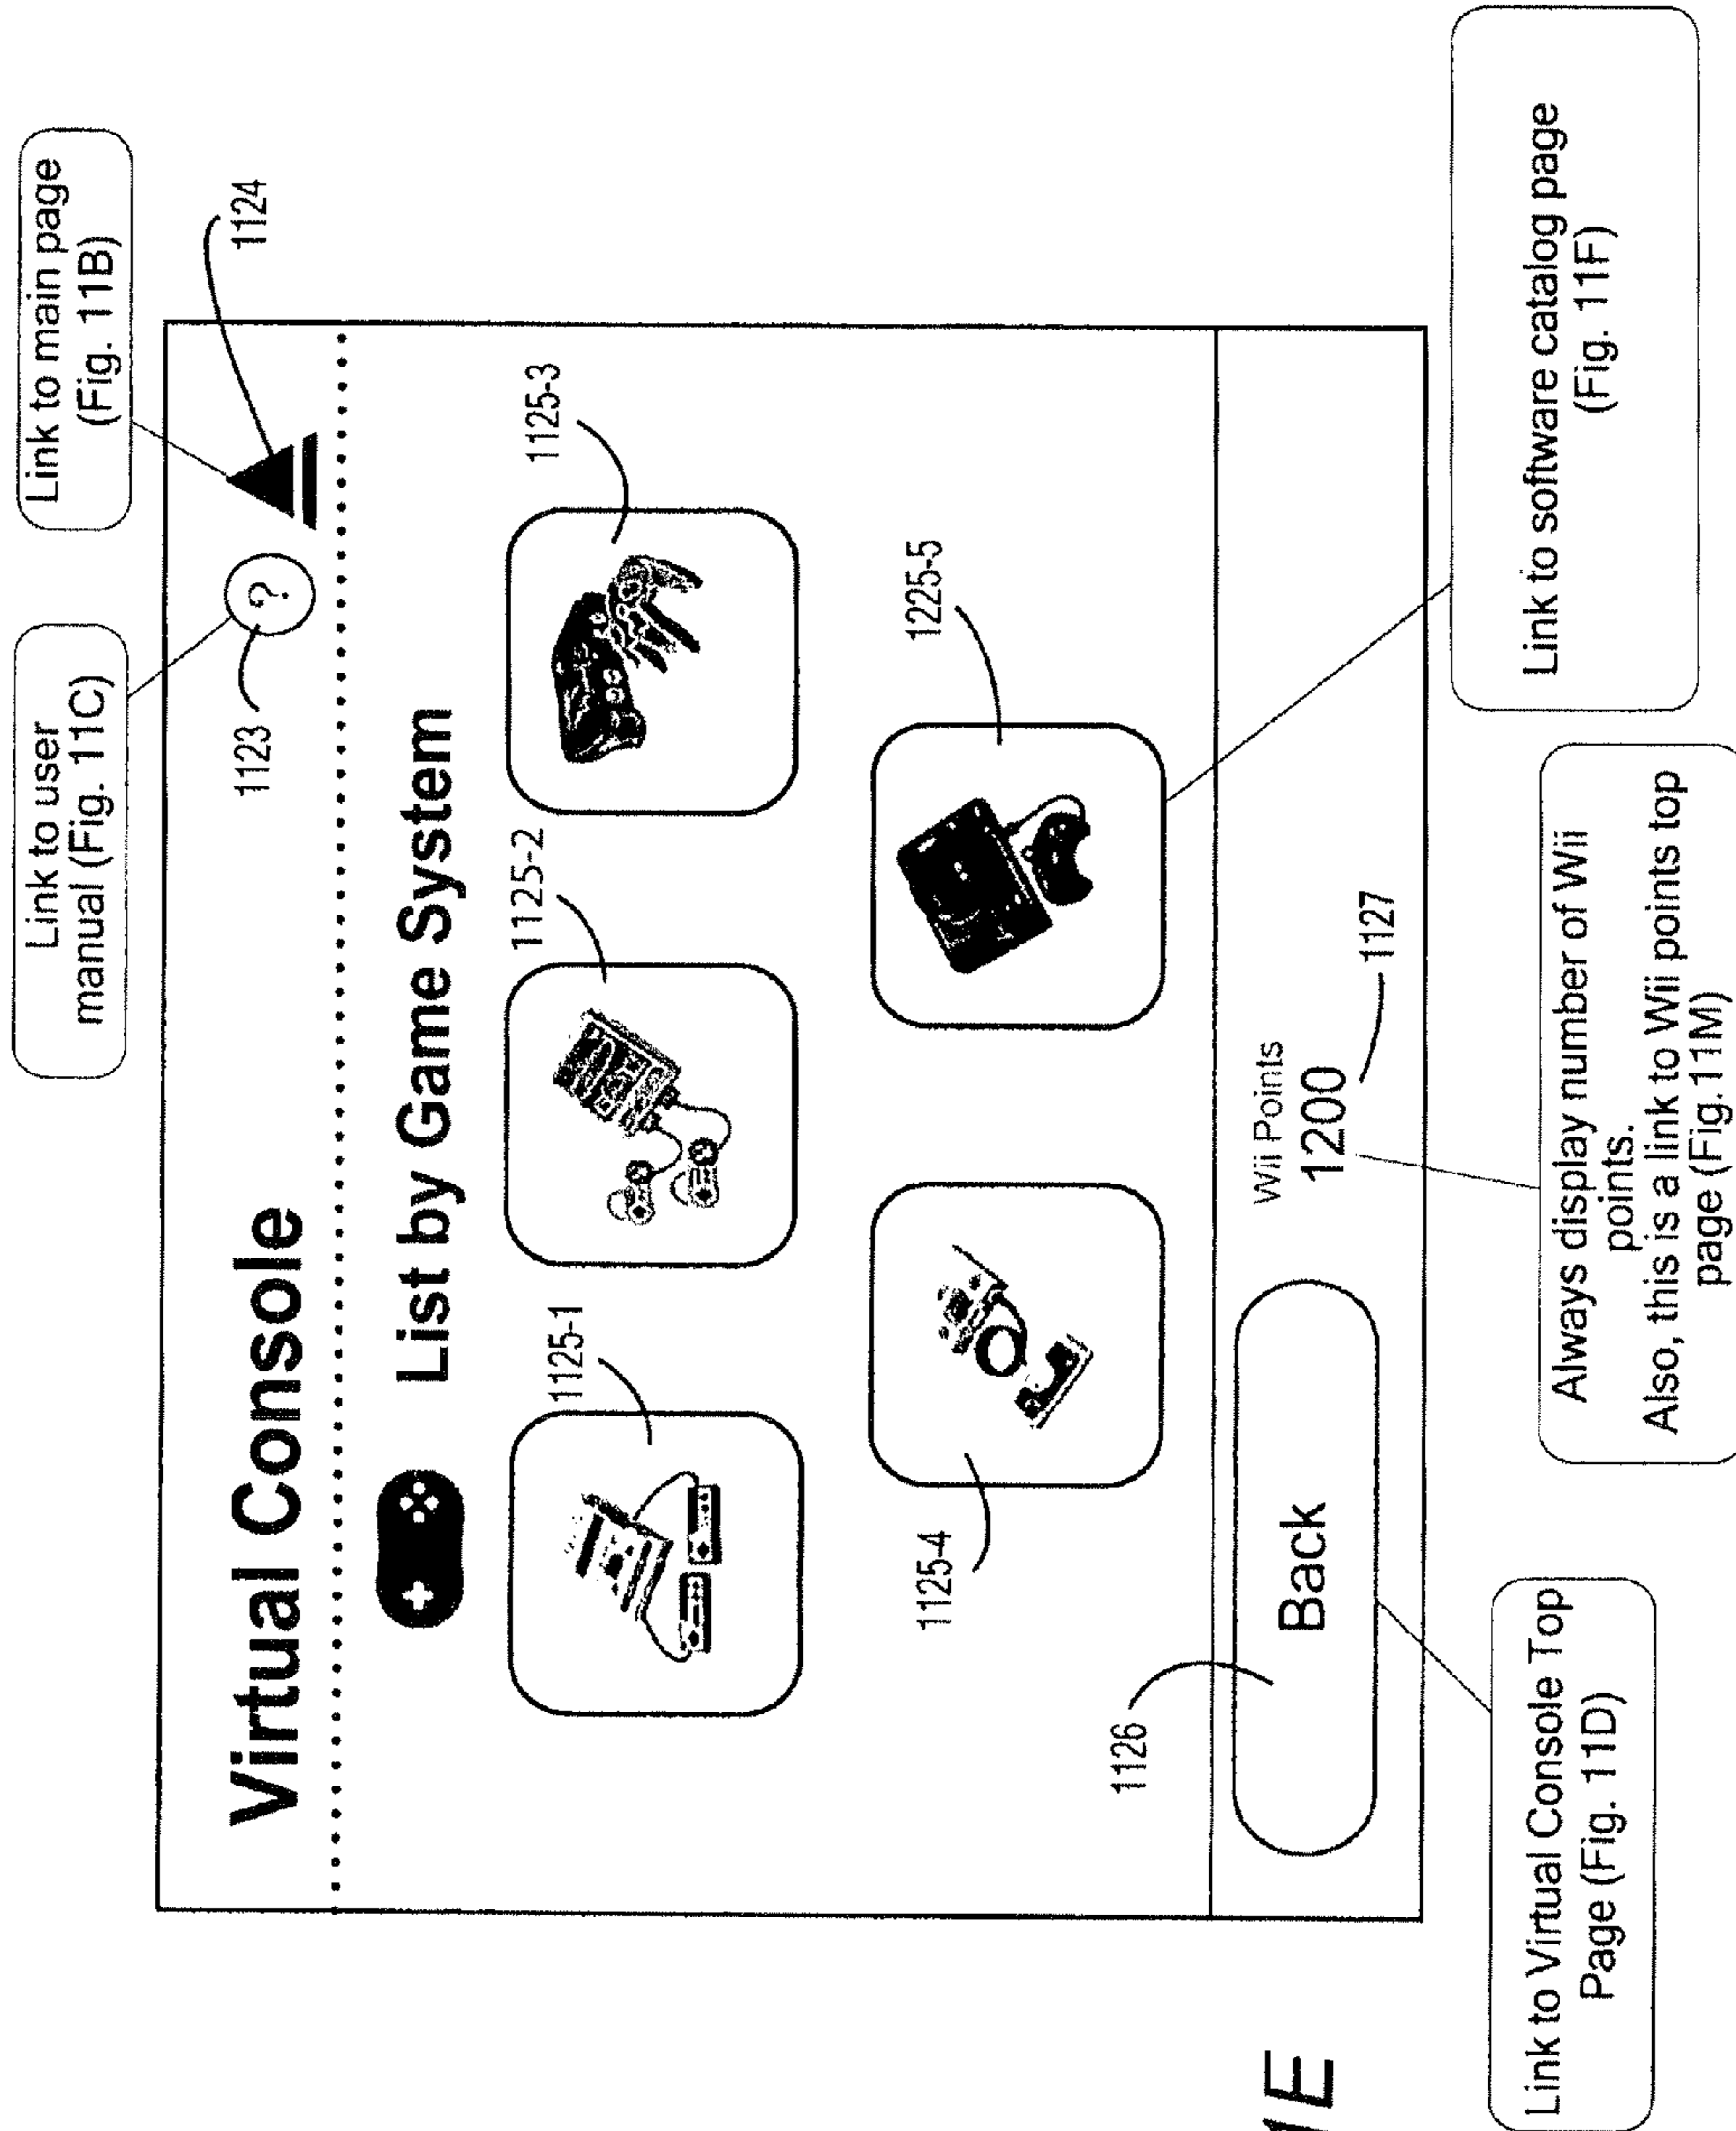 Link to user
manual (Fig. 11C)
Link to main page
(Fig. 11B)
1123
?
1124
Virtual Console
List by Game System
1125-1
1125-2
1125-3
1125-4
1225-5
1126
Back
Wii Points
1200
1127
Link to Virtual Console Top
Page (Fig. 11D)
Always display number of Wii
points.
Also, this is a link to Wii points top
page (Fig.11M)
Link to software catalog page
(Fig. 11F)
1E